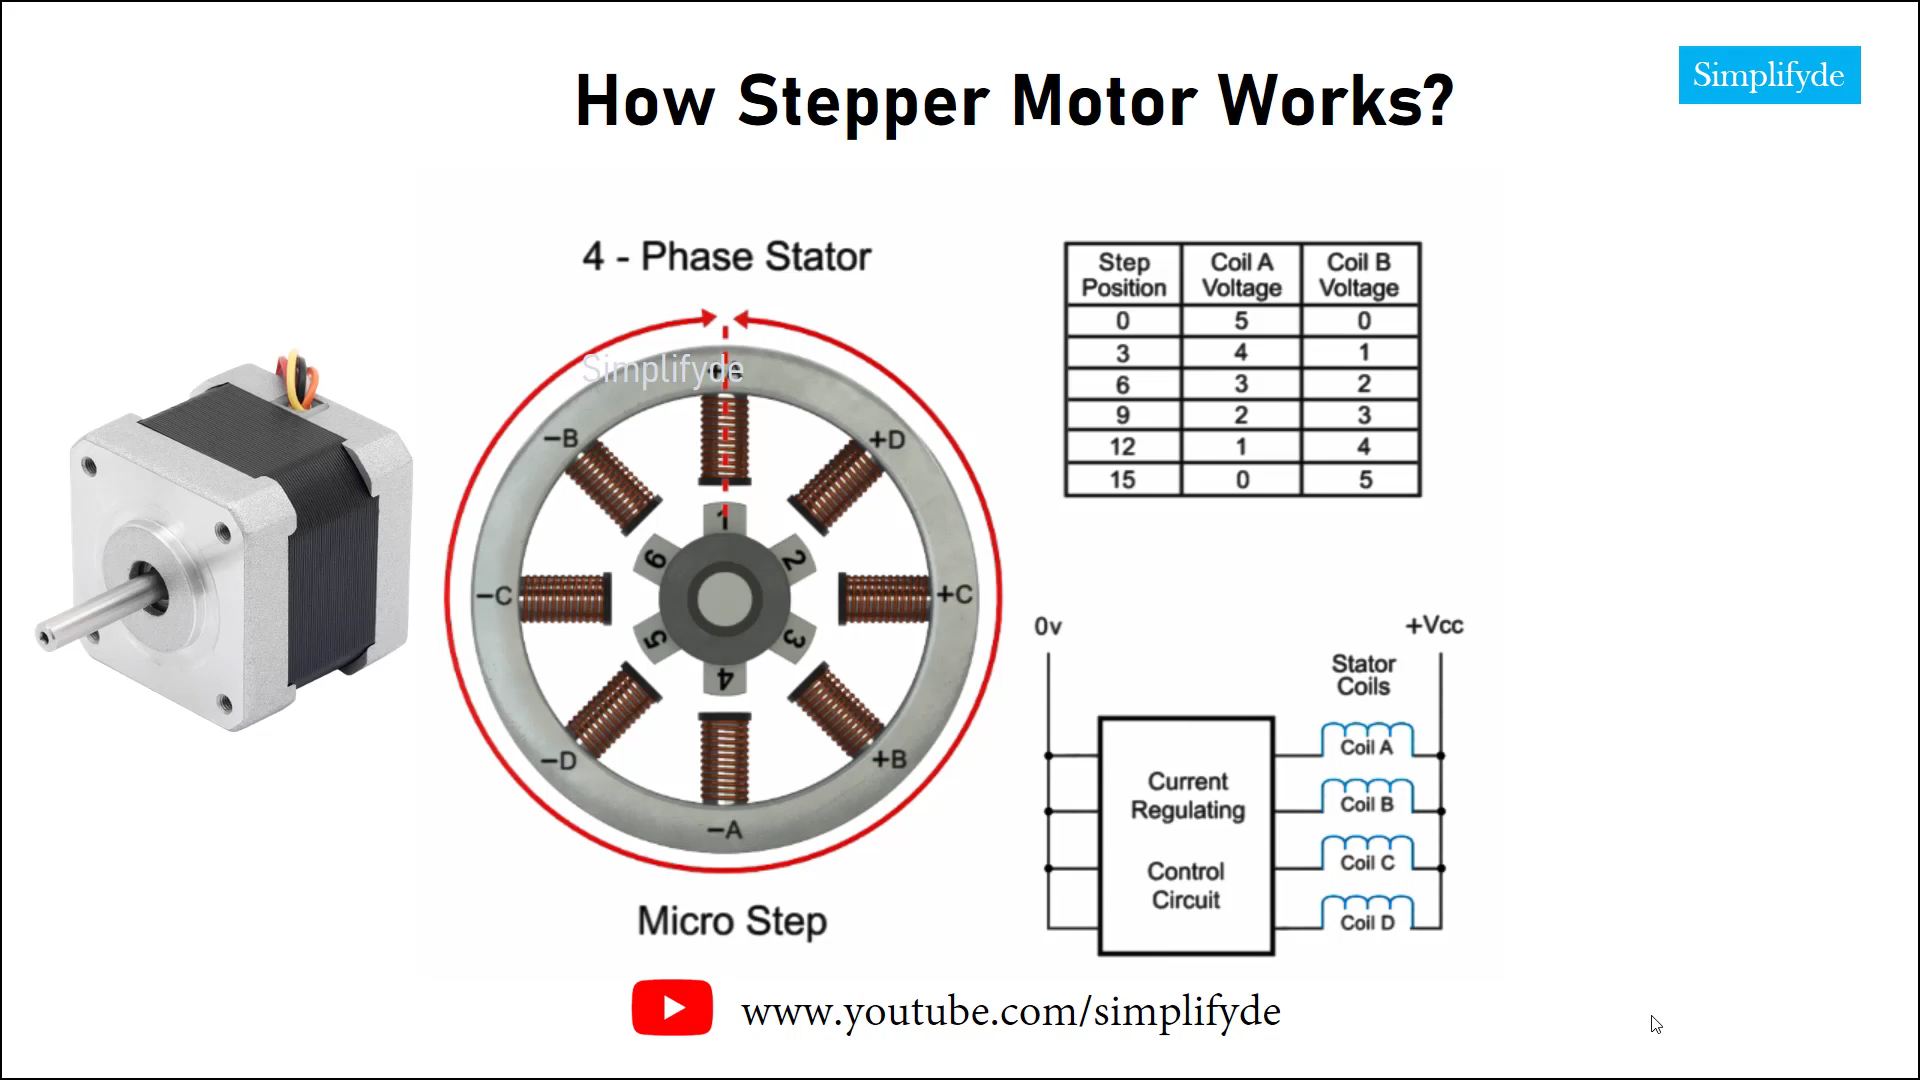 How Stepper Motor Works?
Simplifyde
4 - Phase Stator
Simplifyde
−B
+D
−C
+C
−D
+B
−A
1
2
3
4
5
6
Micro Step
Step Position Coil A Voltage Coil B Voltage
0 5 0
3 4 1
6 3 2
9 2 3
12 1 4
15 0 5
0v
+Vcc
Stator
Coils
Current
Regulating
Control
Circuit
Coil A
Coil B
Coil C
Coil D
www.youtube.com/simplifyde